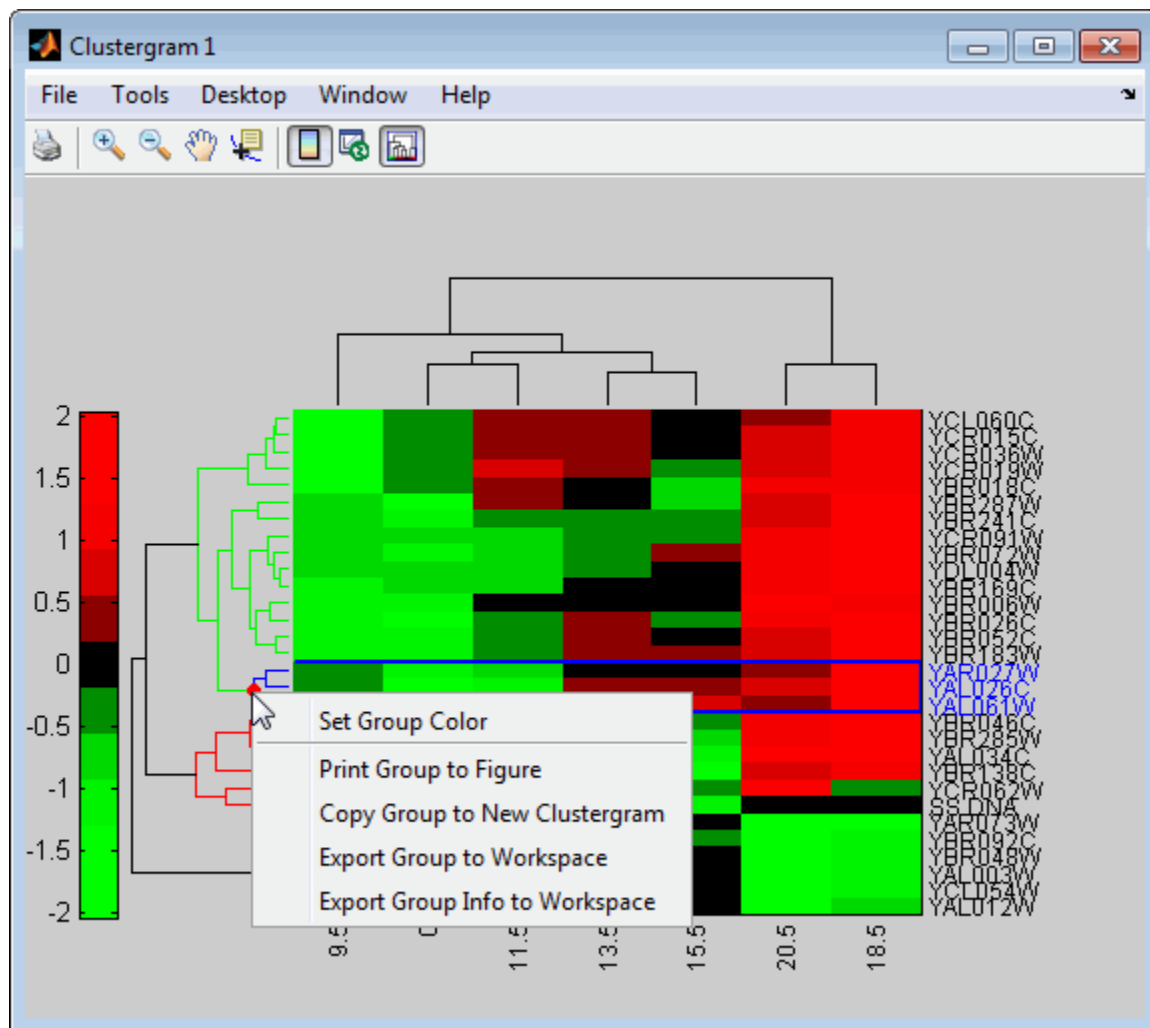 Clustergram 1
File Tools Desktop Window Help
2
1.5
1
0.5
0
-0.5
-1
-1.5
-2
YCL060C
YCR015C
YCR036W
YCR019W
YBR018C
YBR287W
YBR241C
YCR091W
YBR072W
YDL004W
YBR169C
YBR006W
YBR026C
YBR052C
YBR183W
YAR027W
YAL026C
YAL061W
YBR046C
YBR285W
YAL034C
YBR138C
YCR062W
SS DNA
YAR073W
YBR092C
YBR048W
YAL003W
YCL054W
YAL012W
Set Group Color
Print Group to Figure
Copy Group to New Clustergram
Export Group to Workspace
Export Group Info to Workspace
9.5 0 11.5 13.5 15.5 20.5 18.5